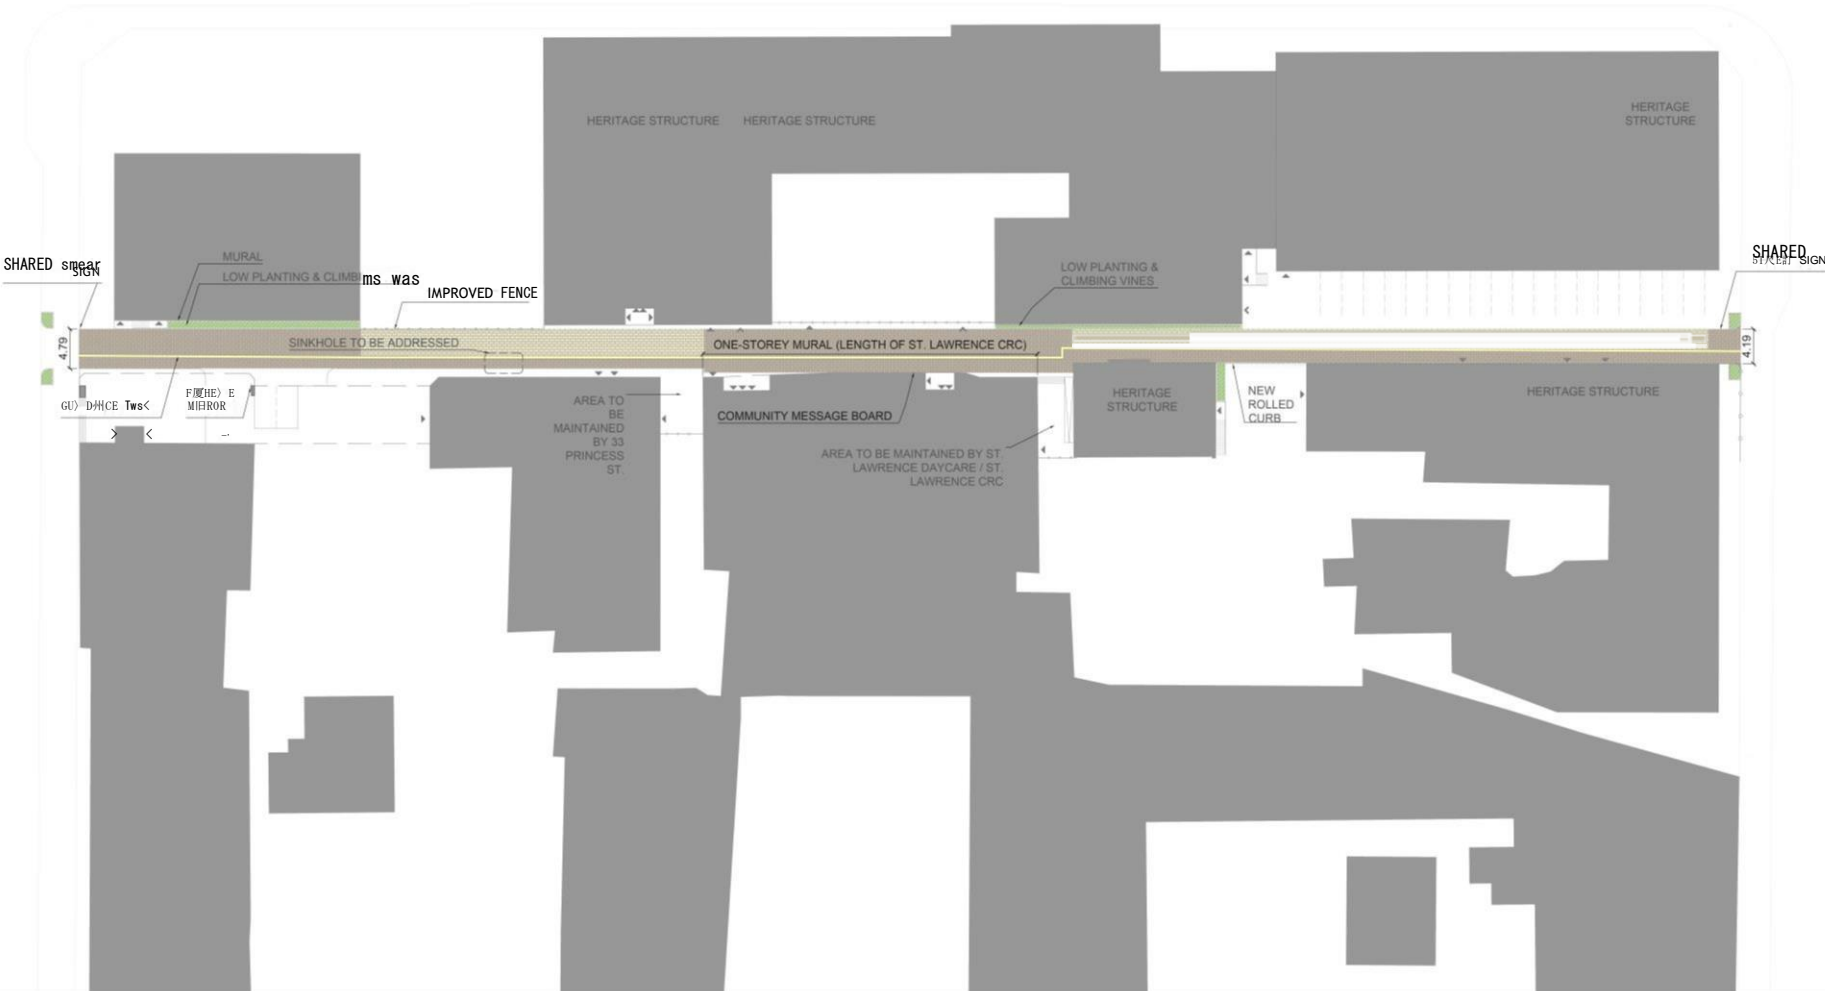 HERITAGE STRUCTURE
HERITAGE STRUCTURE
HERITAGE
STRUCTURE
SHARED smear
SIGN
MURAL
LOW PLANTING & CLIMBI ms was
IMPROVED FENCE
LOW PLANTING &
CLIMBING VINES
SHARED
SIGN
4.79
SINKHOLE TO BE ADDRESSED
ONE-STOREY MURAL (LENGTH OF ST. LAWRENCE CRC)
4.19
Tws<
AREA TO
BE
MAINTAINED
BY 33
PRINCESS
ST.
COMMUNITY MESSAGE BOARD
AREA TO BE MAINTAINED BY ST.
LAWRENCE DAYCARE / ST.
LAWRENCE CRC
HERITAGE
STRUCTURE
NEW
ROLLED
CURB
HERITAGE STRUCTURE